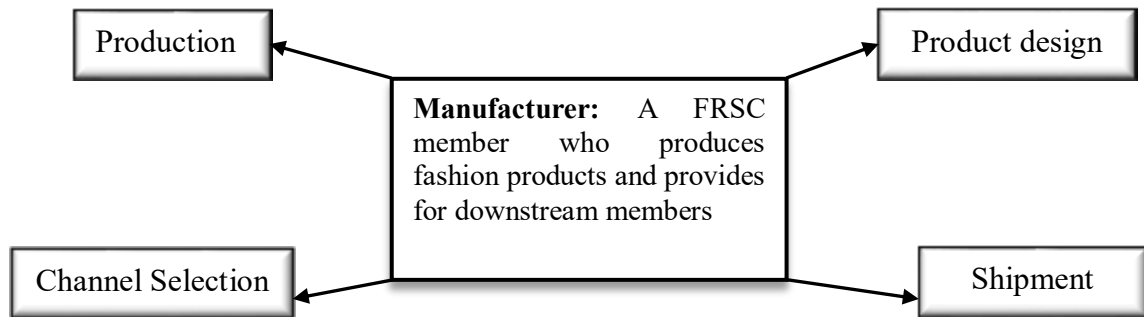 Production
Product design
Manufacturer: A FRSC
member who produces
fashion products and provides
for downstream members
Channel Selection
Shipment